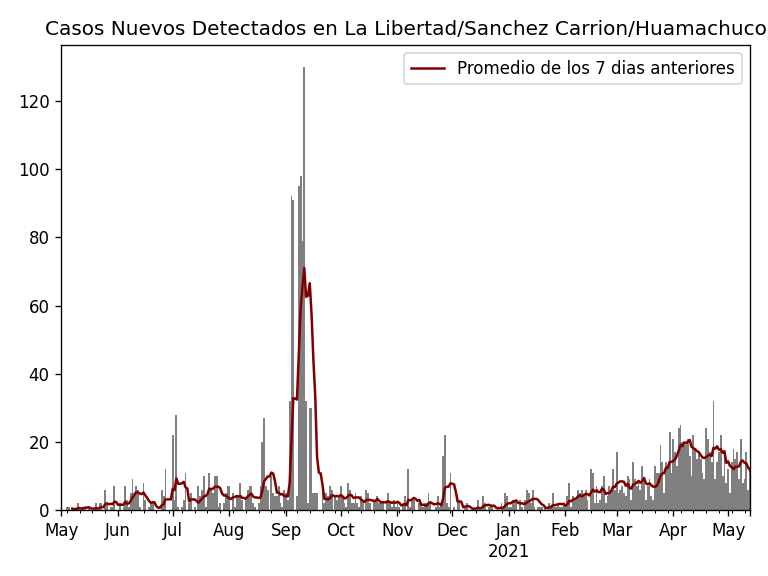 Casos Nuevos Detectados en La Libertad/Sanchez Carrion/Huamachuco
Promedio de los 7 dias anteriores
120
100
80
60
40
20
0
May Jun Jul Aug Sep Oct Nov Dec Jan Feb Mar Apr May
2021